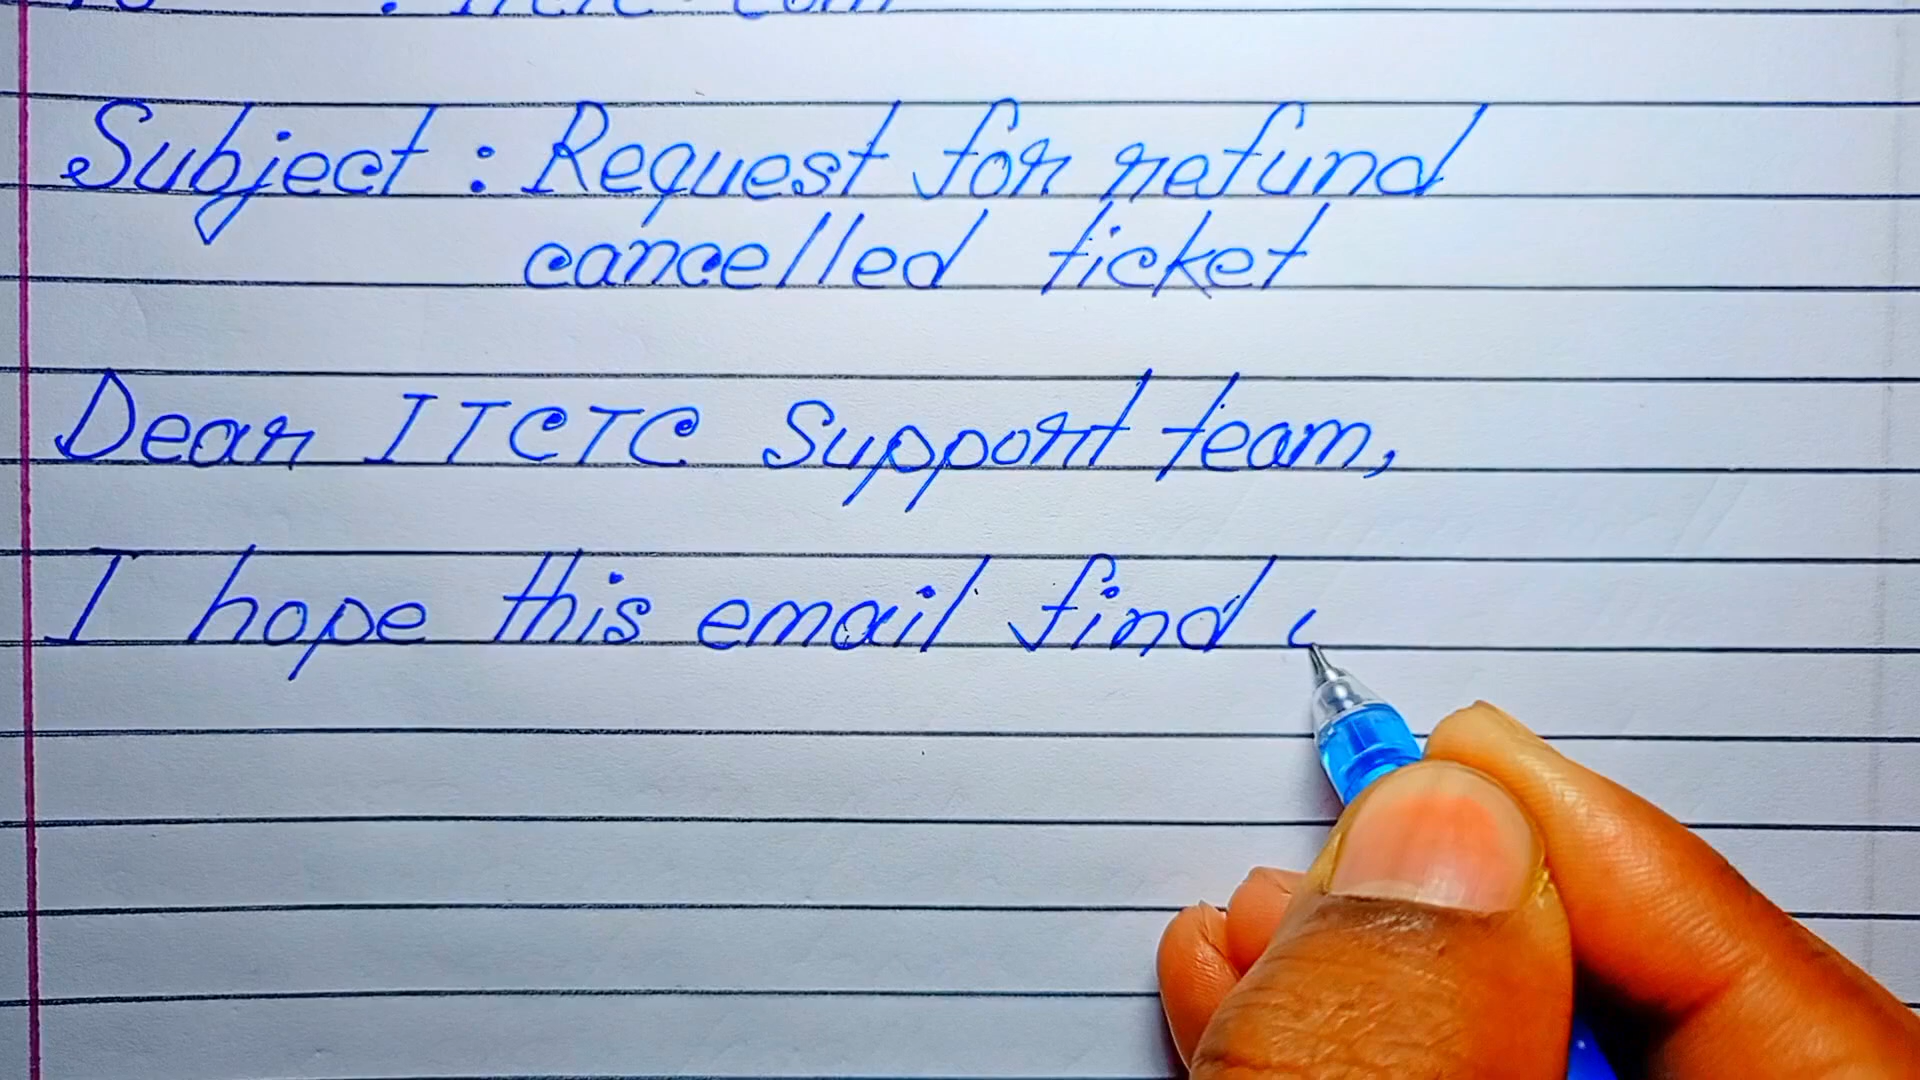 Subject : Request for refund
cancelled ticket
Dear ITCTC Support team,
I hope this email find